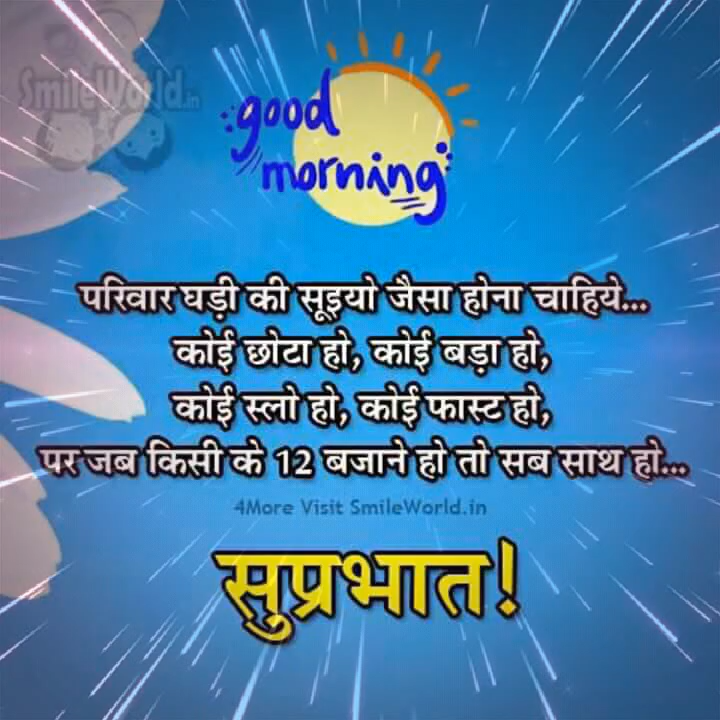 SmileWorld.in
good
morning
परिवार घड़ी की सूइयो जैसा होना चाहिये...
कोई छोटा हो, कोई बड़ा हो,
कोई स्लो हो, कोई फास्ट हो,
पर जब किसी के 12 बजाने हो तो सब साथ हो...
4More Visit SmileWorld.in
सुप्रभात!